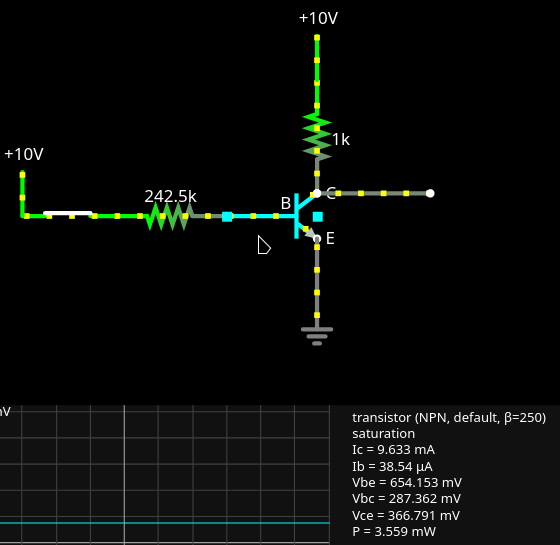 +10V
1k
+10V
242.5k
B
C
E
nV
transistor (NPN, default, β=250)
saturation
Ic = 9.633 mA
Ib = 38.54 μA
Vbe = 654.153 mV
Vbc = 287.362 mV
Vce = 366.791 mV
P = 3.559 mW